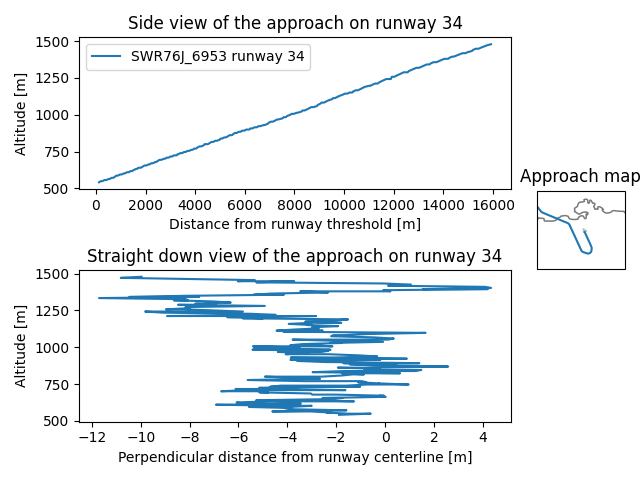 Side view of the approach on runway 34
1500
1250
1000
750
500
Altitude [m]
SWR76J_6953 runway 34
0 2000 4000 6000 8000 10000 12000 14000 16000
Distance from runway threshold [m]
Approach map
Straight down view of the approach on runway 34
1500
1250
1000
750
500
Altitude [m]
−12 −10 −8 −6 −4 −2 0 2 4
Perpendicular distance from runway centerline [m]